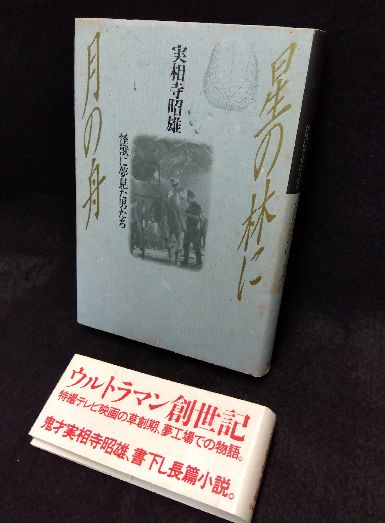 星の林に
月の舟
実相寺昭雄
怪獣に夢見た男たち
ウルトラマン創世記
特撮テレビ映画の草創期、夢工場での物語。
鬼才実相寺昭雄、書下し長篇小説。